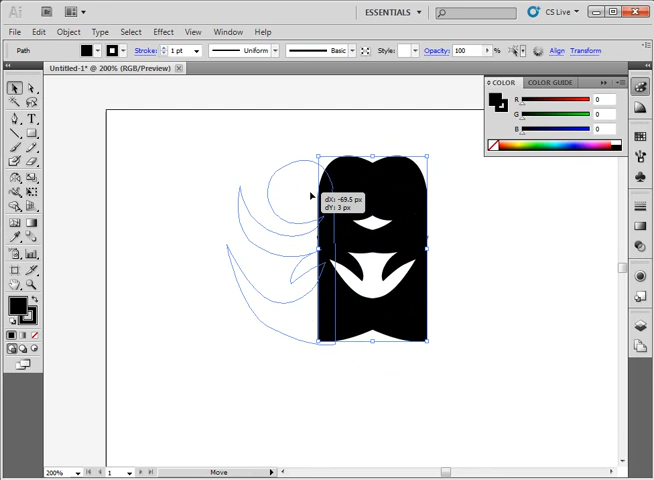 Ai Br ESSENTIALS CS Live
File Edit Object Type Select Effect View Window Help
Path Stroke: 1 pt Uniform Basic Style: Opacity: 100 % Align Transform
Untitled-1* @ 200% (RGB/Preview)
COLOR COLOR GUIDE
R 0
G 0
B 0
dX: -69.5 px
dY: 3 px
200% 1 Move